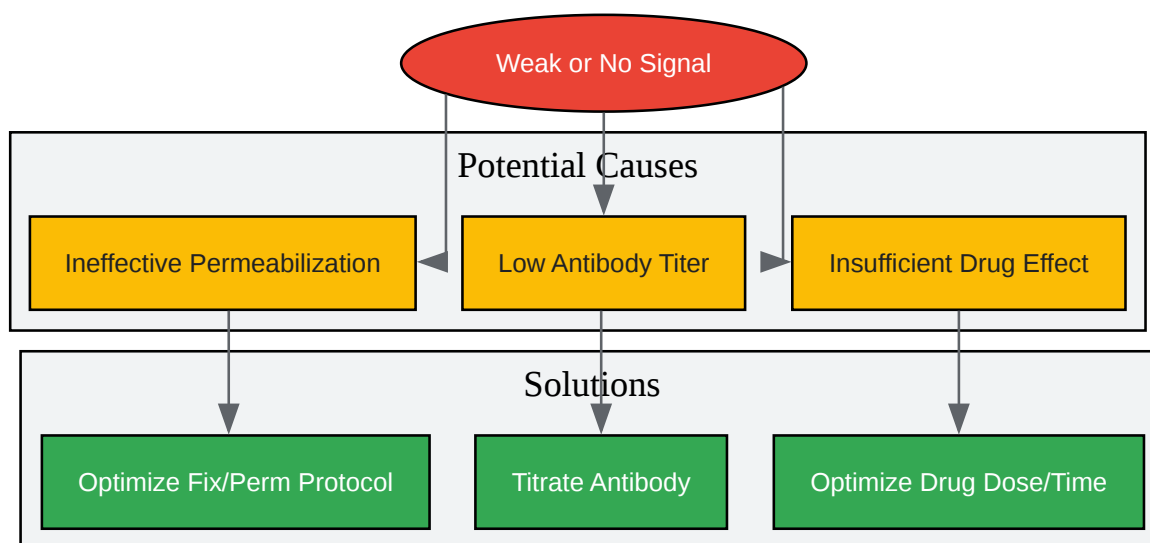 Weak or No Signal
Potential Causes
Ineffective Permeabilization
Low Antibody Titer
Insufficient Drug Effect
Solutions
Optimize Fix/Perm Protocol
Titrate Antibody
Optimize Drug Dose/Time